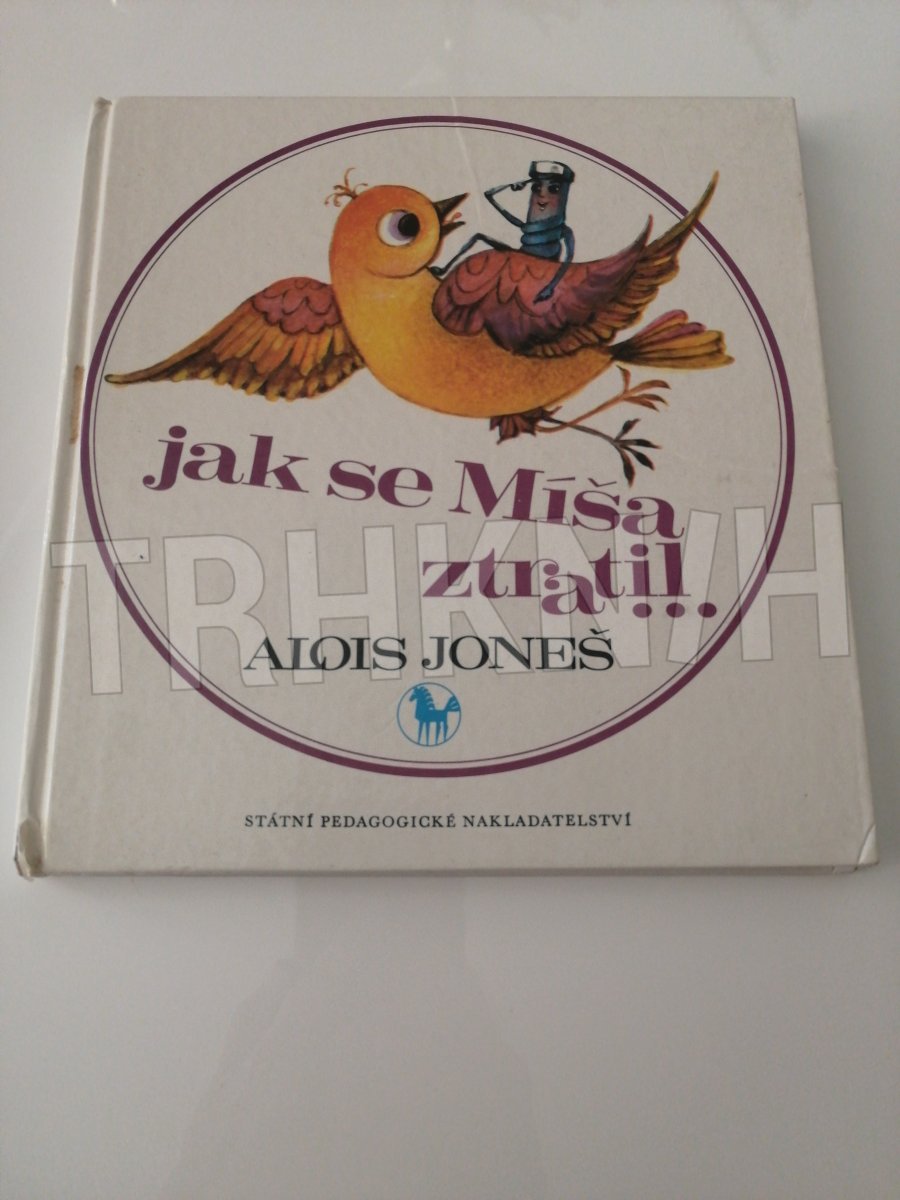 jak se Míša
ztratil...
TRHKNIH
ALOIS JONEŠ
STÁTNÍ PEDAGOGICKÉ NAKLADATELSTVÍ